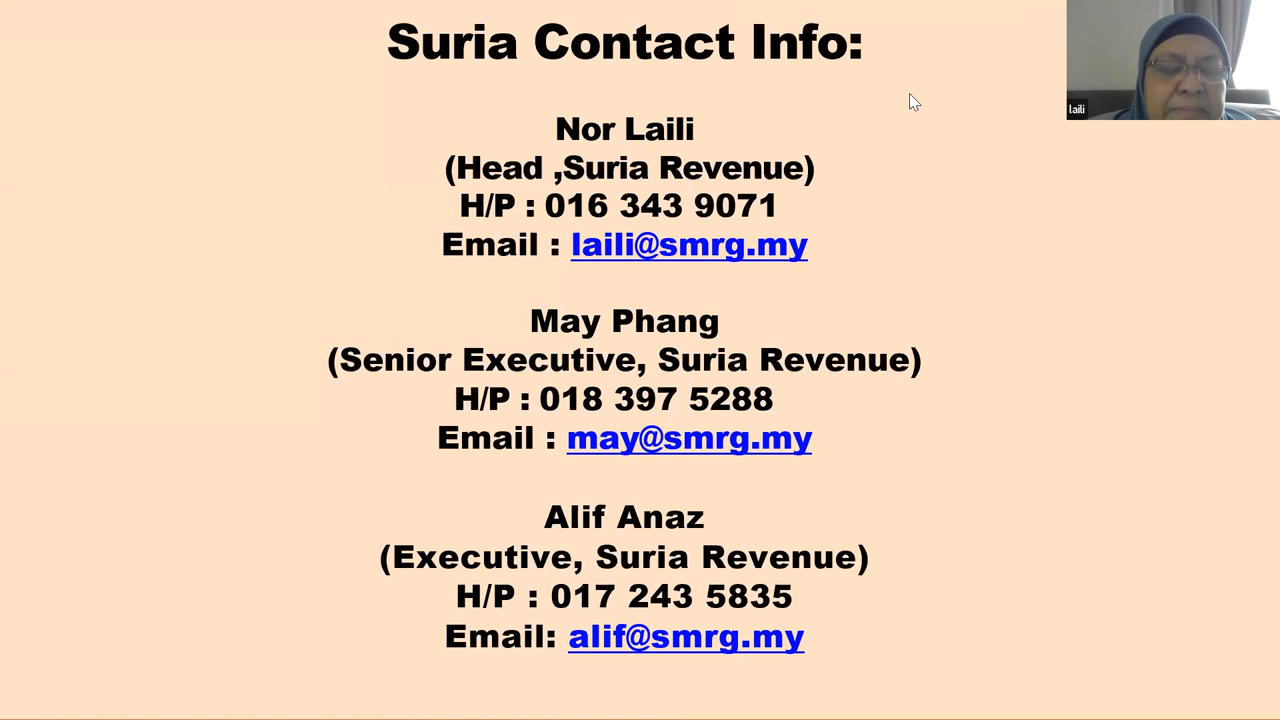 Suria Contact Info:
laili
Nor Laili
(Head ,Suria Revenue)
H/P : 016 343 9071
Email : laili@smrg.my
May Phang
(Senior Executive, Suria Revenue)
H/P : 018 397 5288
Email : may@smrg.my
Alif Anaz
(Executive, Suria Revenue)
H/P : 017 243 5835
Email: alif@smrg.my